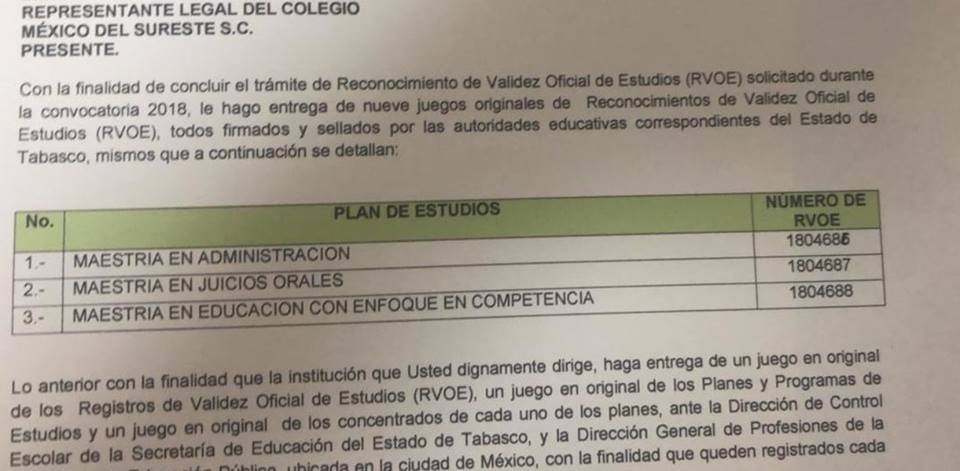 REPRESENTANTE LEGAL DEL COLEGIO
MÉXICO DEL SURESTE S.C.
PRESENTE.
Con la finalidad de concluir el trámite de Reconocimiento de Validez Oficial de Estudios (RVOE) solicitado durante
la convocatoria 2018, le hago entrega de nueve juegos originales de Reconocimientos de Validez Oficial de
Estudios (RVOE), todos firmados y sellados por las autoridades educativas correspondientes del Estado de
Tabasco, mismos que a continuación se detallan:
No. PLAN DE ESTUDIOS NÚMERO DE RVOE
1.- MAESTRIA EN ADMINISTRACION 1804686
2.- MAESTRIA EN JUICIOS ORALES 1804687
3.- MAESTRIA EN EDUCACION CON ENFOQUE EN COMPETENCIA 1804688
Lo anterior con la finalidad que la institución que Usted dignamente dirige, haga entrega de un juego en original
de los Registros de Validez Oficial de Estudios (RVOE), un juego en original de los Planes y Programas de
Estudios y un juego en original de los concentrados de cada uno de los planes, ante la Dirección de Control
Escolar de la Secretaría de Educación del Estado de Tabasco, y la Dirección General de Profesiones de la
Pública, ubicada en la ciudad de México, con la finalidad que queden registrados cada